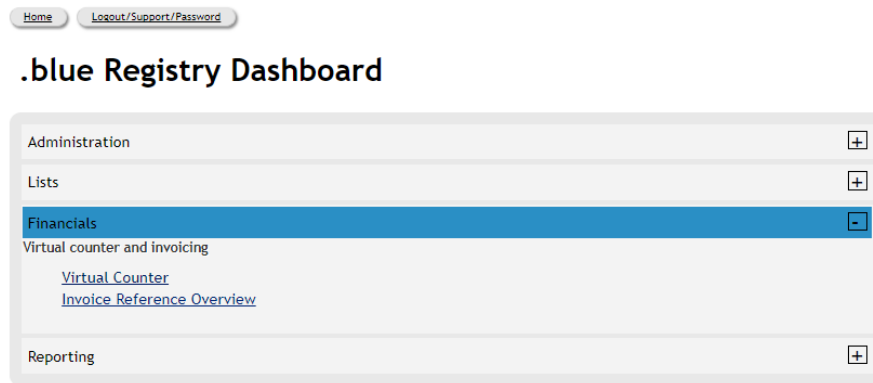 Home Logout/Support/Password
.blue Registry Dashboard
Administration +
Lists +
Financials -
Virtual counter and invoicing
Virtual Counter
Invoice Reference Overview
Reporting +